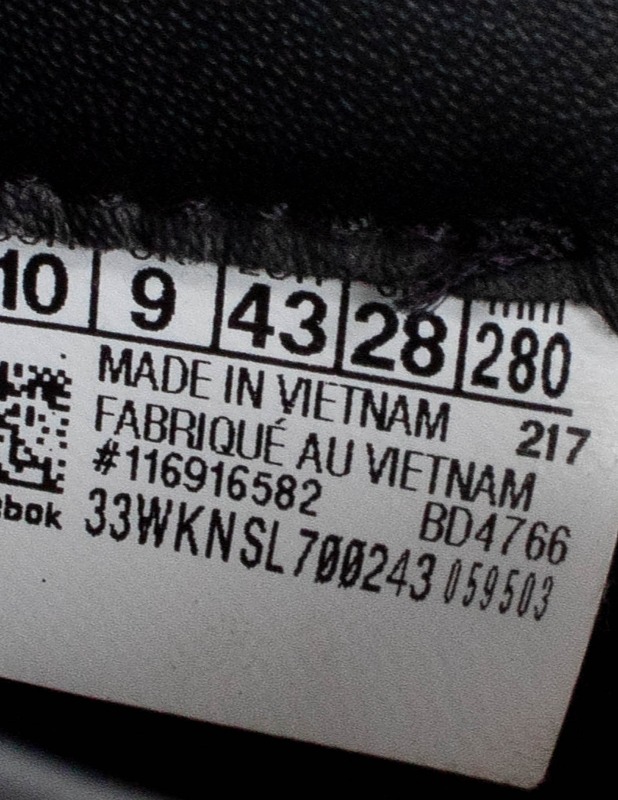 10 9 43 28 280
MADE IN VIETNAM 217
FABRIQUÉ AU VIETNAM
#116916582 BD4766
33WKNSL700243 059503